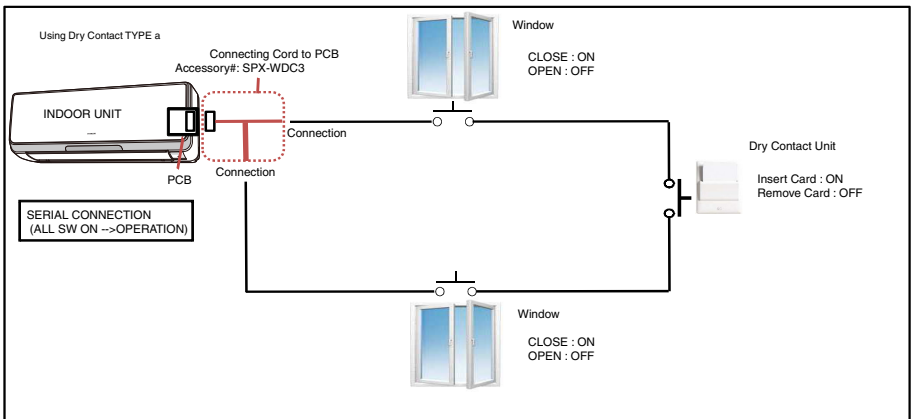 Using Dry Contact TYPE a
Connecting Cord to PCB
Accessory#: SPX-WDC3
INDOOR UNIT
PCB
Connection
Connection
SERIAL CONNECTION
(ALL SW ON -->OPERATION)
Window
CLOSE : ON
OPEN : OFF
Dry Contact Unit
Insert Card : ON
Remove Card : OFF
Window
CLOSE : ON
OPEN : OFF